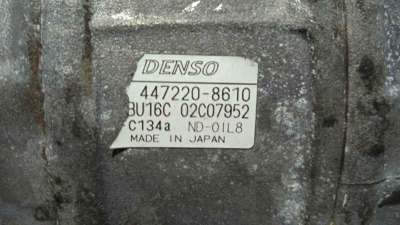 DENSO
447220-8610
BU16C 02C07952
C134a ND-OIL8
MADE IN JAPAN